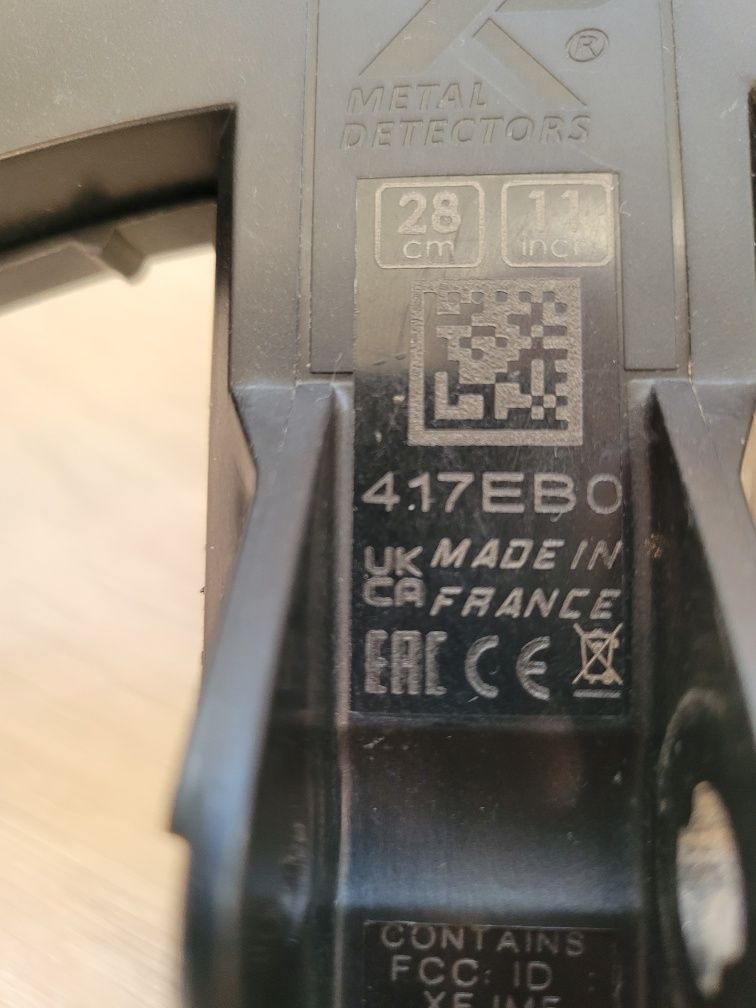 ®
METAL
DETECTORS
28 11
cm inch
417EB0
UK MADE IN
CA FRANCE
EAC CE
CONTAINS
FCC ID